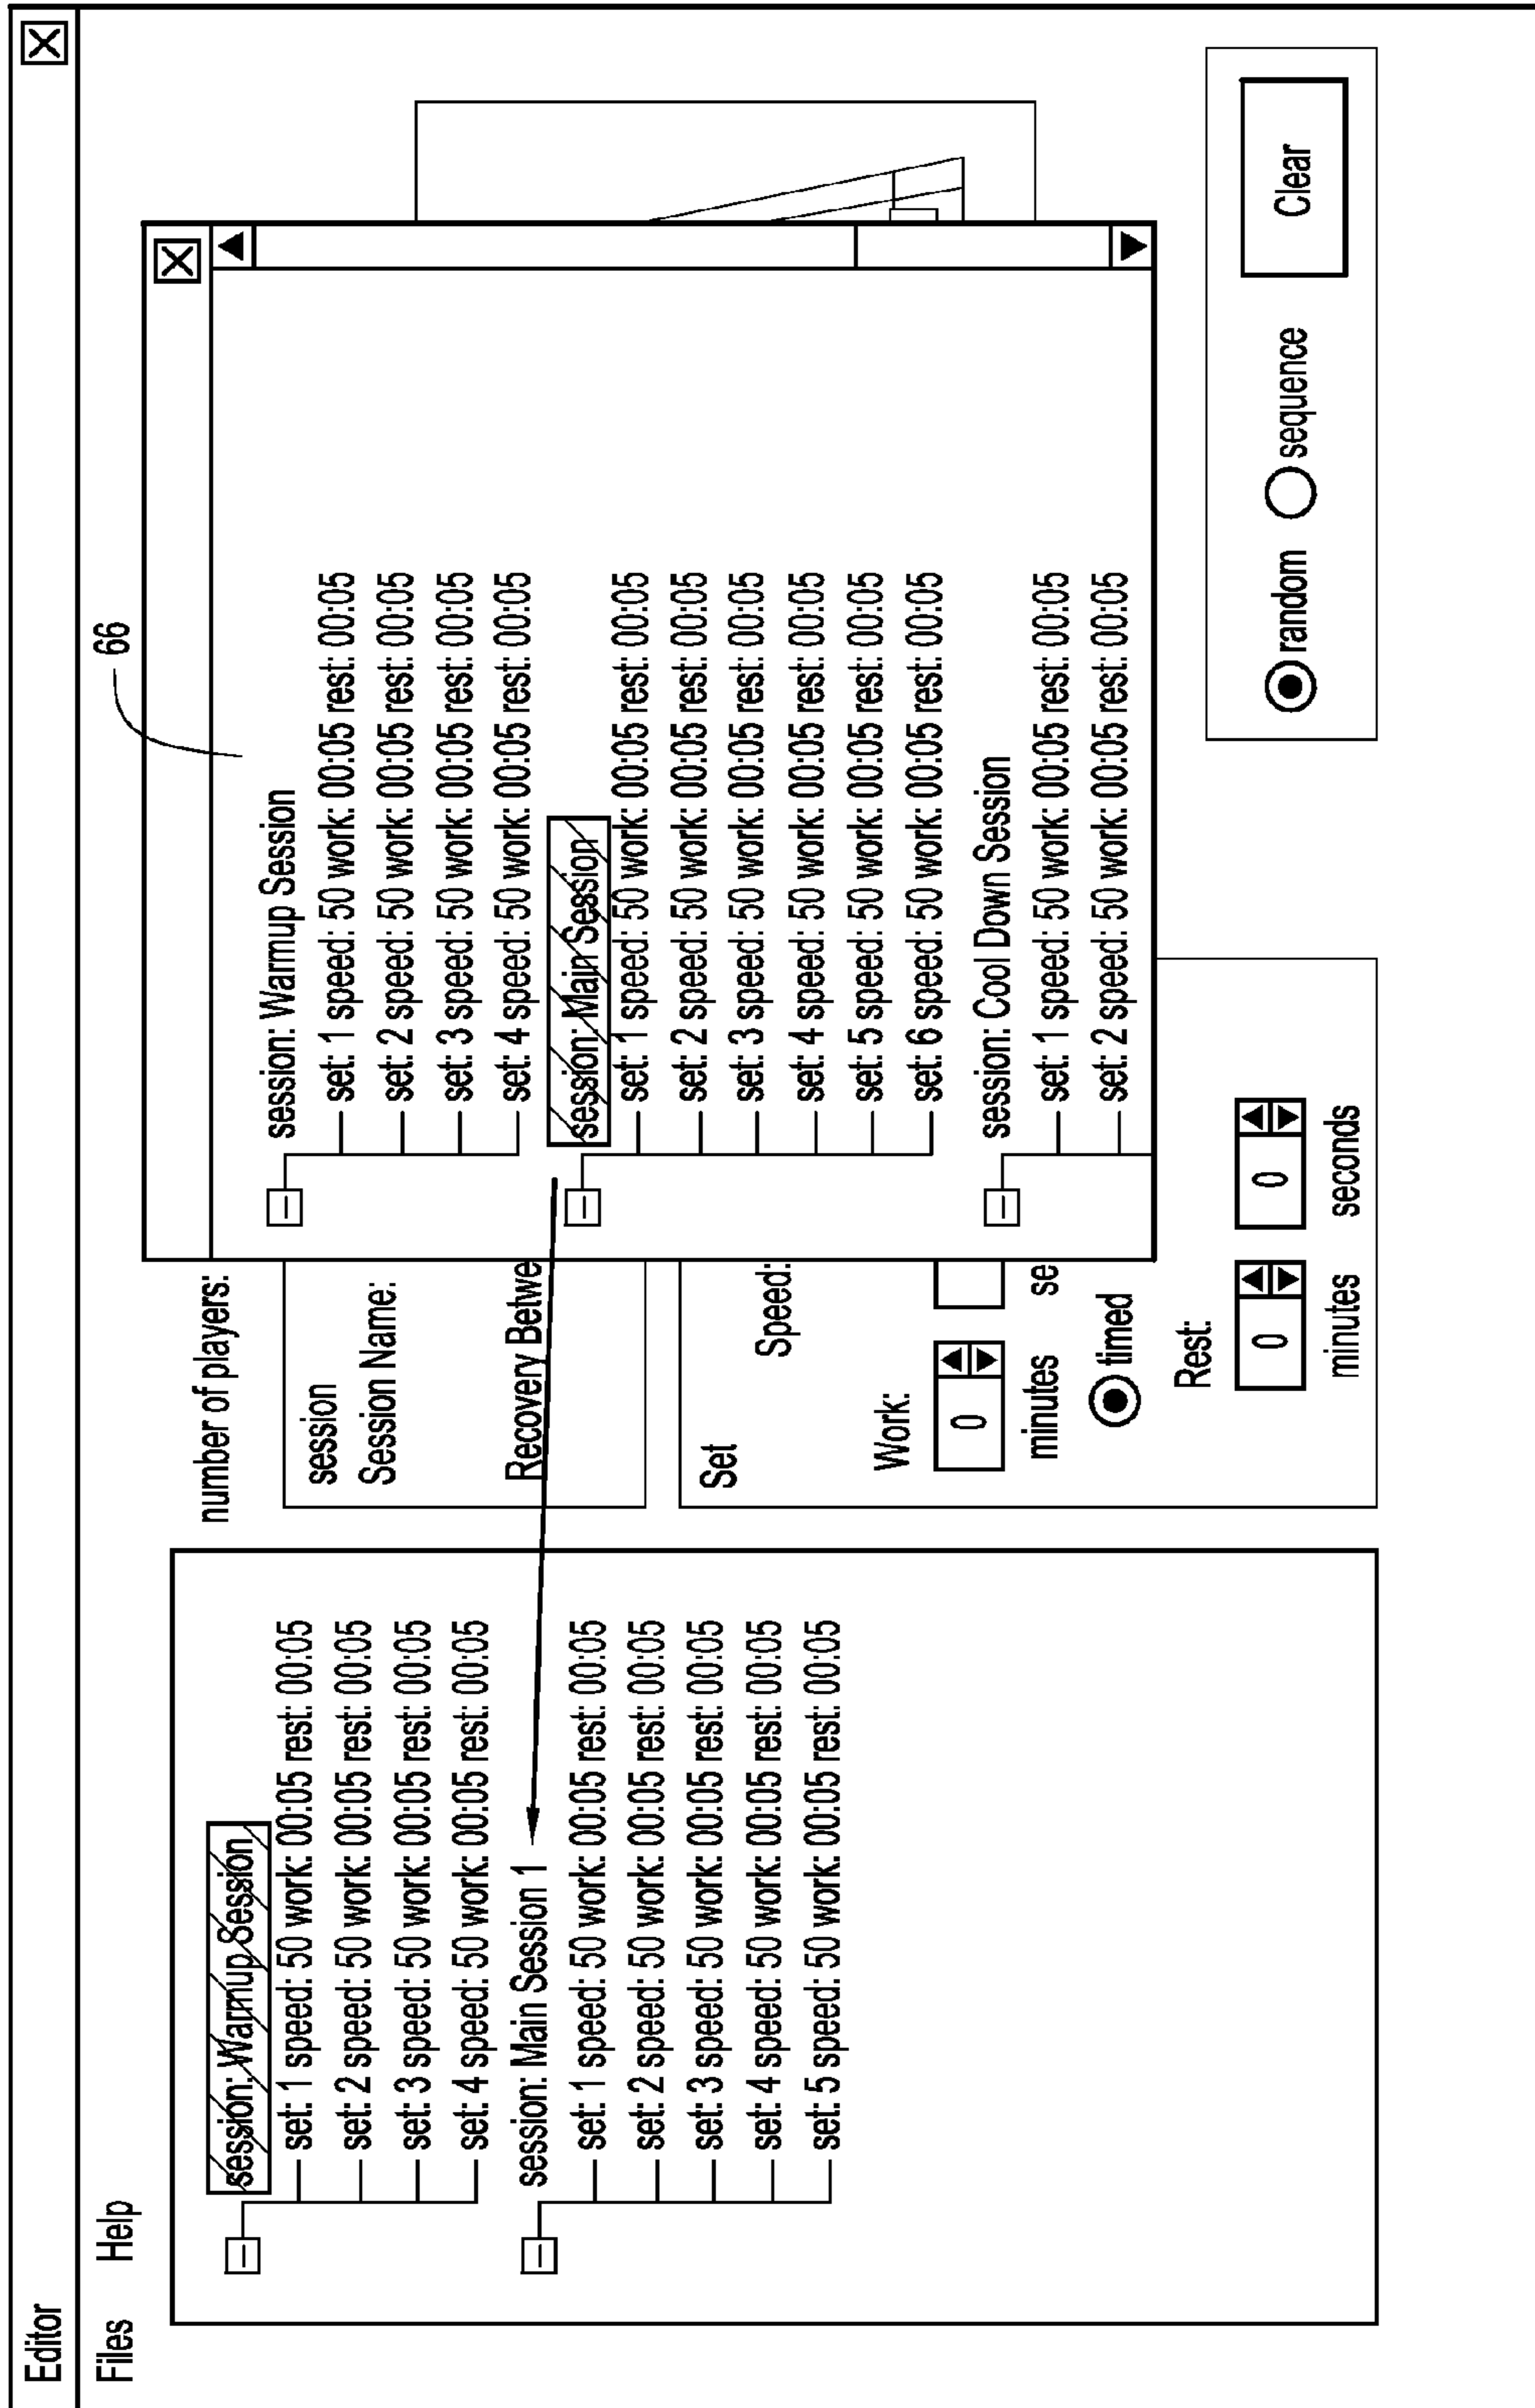 Editor
Files Help
session: Warmup Session
set: 1 speed: 50 work: 00:05 rest: 00:05
set: 2 speed: 50 work: 00:05 rest: 00:05
set: 3 speed: 50 work: 00:05 rest: 00:05
set: 4 speed: 50 work: 00:05 rest: 00:05
session: Main Session 1
set: 1 speed: 50 work: 00:05 rest: 00:05
set: 2 speed: 50 work: 00:05 rest: 00:05
set: 3 speed: 50 work: 00:05 rest: 00:05
set: 4 speed: 50 work: 00:05 rest: 00:05
set: 5 speed: 50 work: 00:05 rest: 00:05
number of players:
session
Session Name:
Recovery Betwe
Set
Speed:
Work:
0
minutes se
timed
Rest:
0 0
minutes seconds
66
session: Warmup Session
set: 1 speed: 50 work: 00:05 rest: 00:05
set: 2 speed: 50 work: 00:05 rest: 00:05
set: 3 speed: 50 work: 00:05 rest: 00:05
set: 4 speed: 50 work: 00:05 rest: 00:05
session: Main Session
set: 1 speed: 50 work: 00:05 rest: 00:05
set: 2 speed: 50 work: 00:05 rest: 00:05
set: 3 speed: 50 work: 00:05 rest: 00:05
set: 4 speed: 50 work: 00:05 rest: 00:05
set: 5 speed: 50 work: 00:05 rest: 00:05
set: 6 speed: 50 work: 00:05 rest: 00:05
session: Cool Down Session
set: 1 speed: 50 work: 00:05 rest: 00:05
set: 2 speed: 50 work: 00:05 rest: 00:05
random sequence
Clear